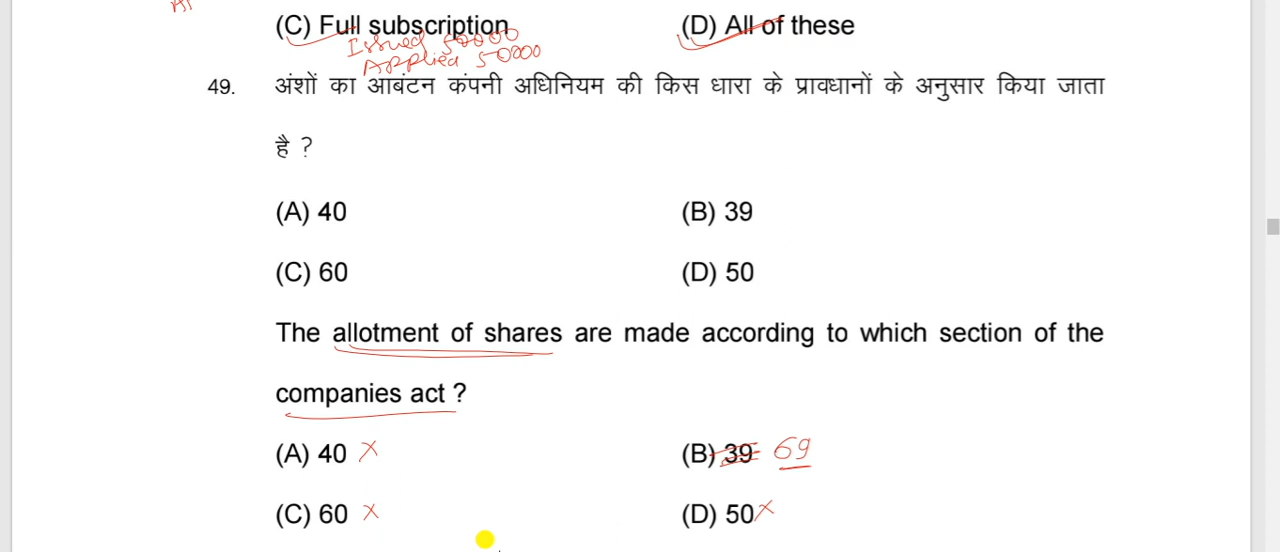 (C) Full subscription (D) All of these
Issued 50000
Applied 50000
49. अंशों का आबंटन कंपनी अधिनियम की किस धारा के प्रावधानों के अनुसार किया जाता
है ?
(A) 40 (B) 39
(C) 60 (D) 50
The allotment of shares are made according to which section of the
companies act ?
(A) 40 x (B) 39 69
(C) 60 x (D) 50 x